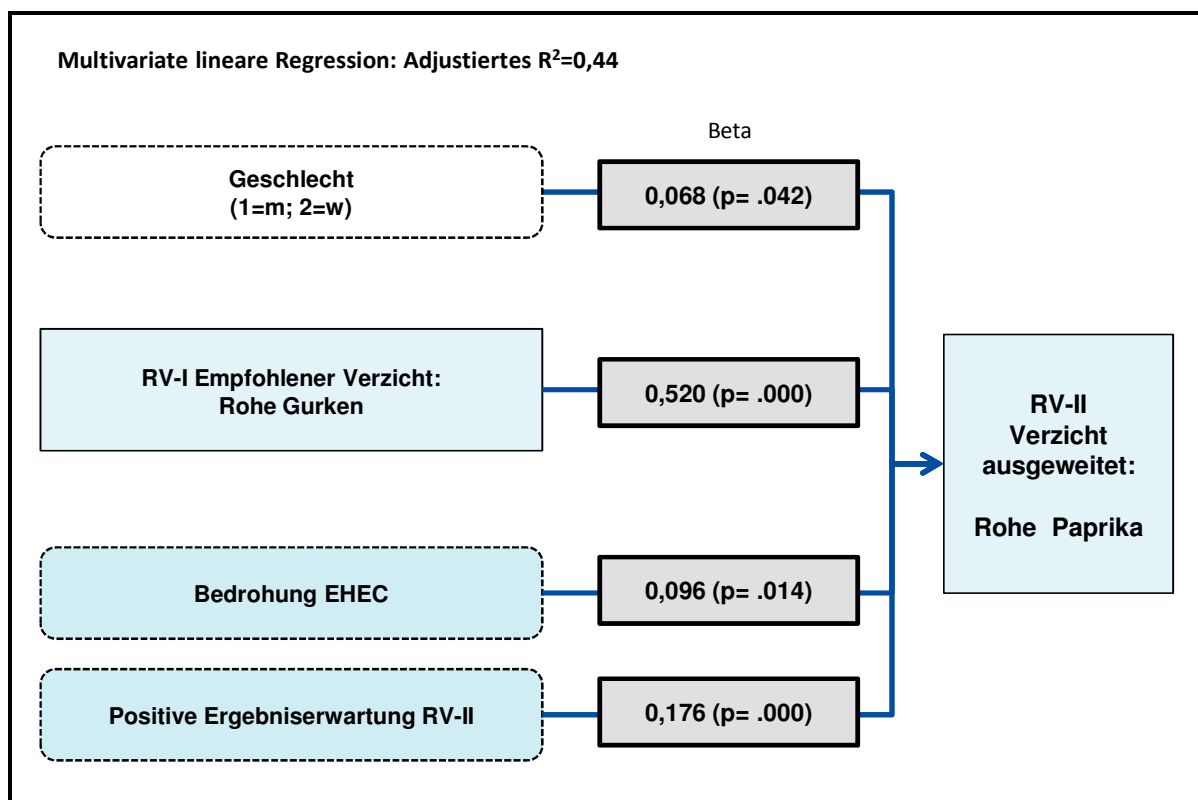 Multivariate lineare Regression: Adjustiertes R²=0,44
Beta
Geschlecht
(1=m; 2=w)
0,068 (p= .042)
RV-I Empfohlener Verzicht:
Rohe Gurken
0,520 (p= .000)
Bedrohung EHEC
0,096 (p= .014)
Positive Ergebniserwartung RV-II
0,176 (p= .000)
RV-II
Verzicht
ausgeweitet:
Rohe Paprika